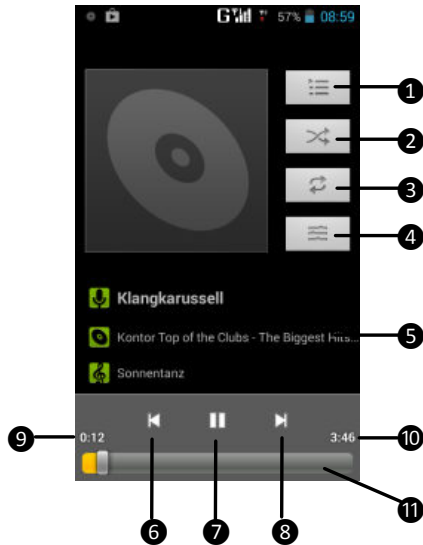 G 57% 08:59
1
2
3
4
Klangkarussell
Kontor Top of the Clubs - The Biggest Hits... 5
Sonnentanz
9 0:12 3:46 10
11
6 7 8